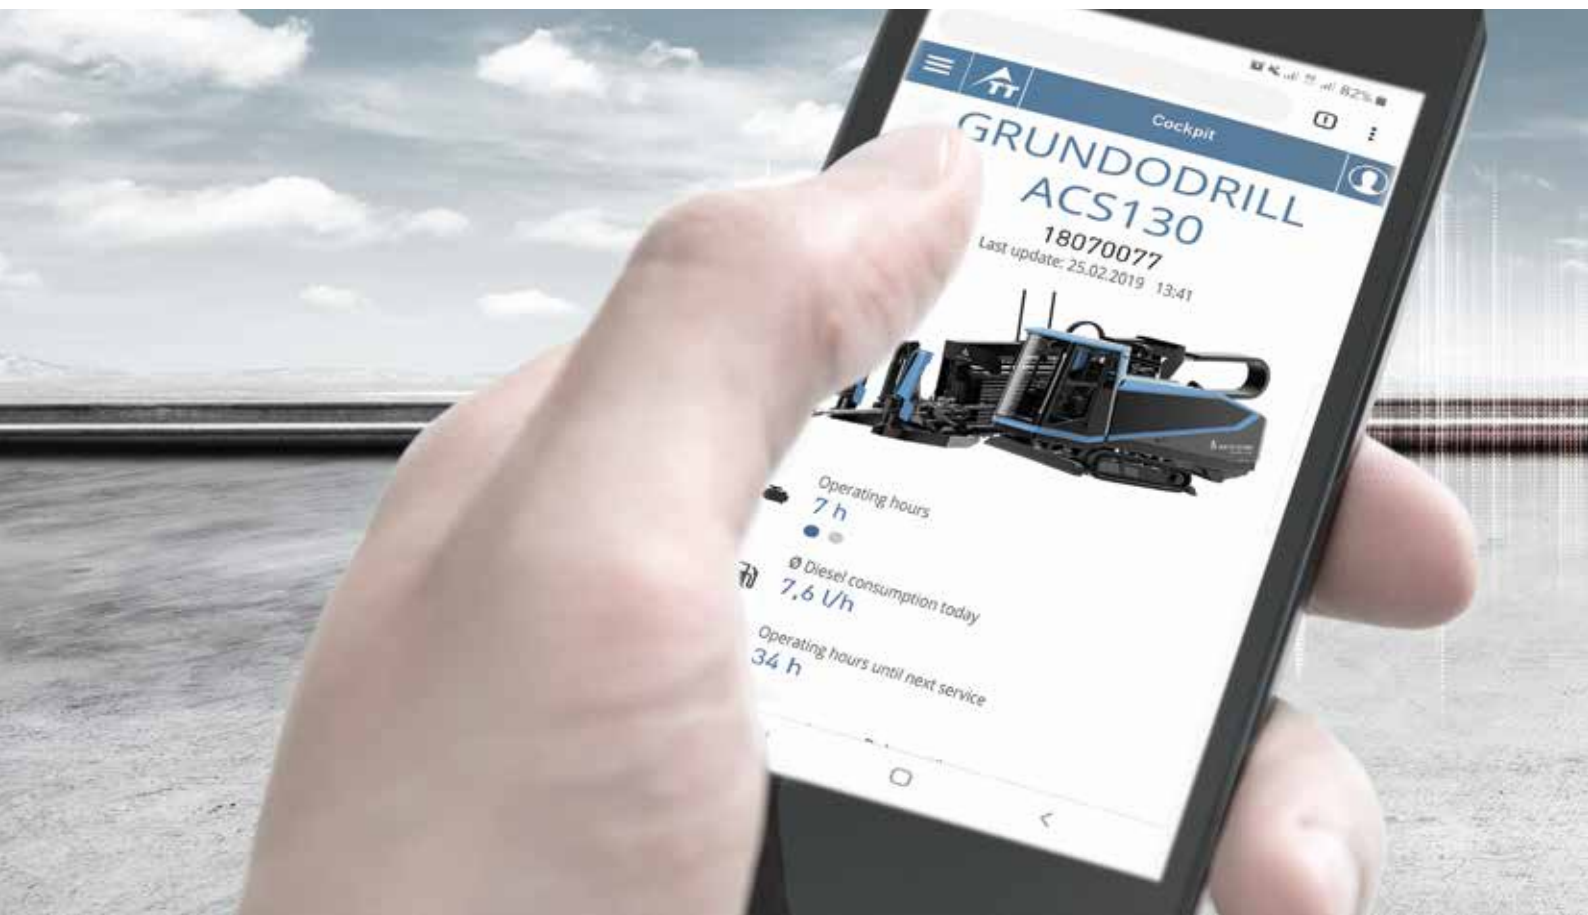 82%
TT
Cockpit
GRUNDODRILL
ACS130
18070077
Last update: 25.02.2019 13:41
Operating hours
7 h
Ø Diesel consumption today
7,6 l/h
Operating hours until next service
34 h